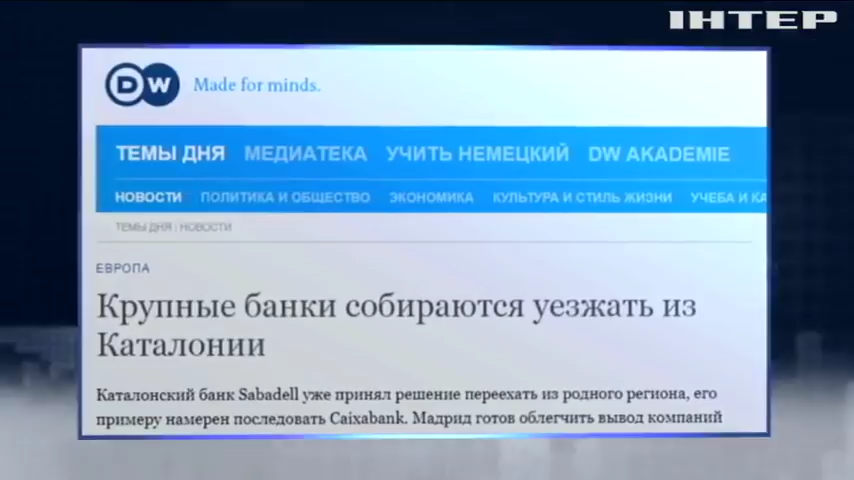 ІНТЕР
DW Made for minds.
ТЕМЫ ДНЯ МЕДИАТЕКА УЧИТЬ НЕМЕЦКИЙ DW AKADEMIE
НОВОСТИ ПОЛИТИКА И ОБЩЕСТВО ЭКОНОМИКА КУЛЬТУРА И СТИЛЬ ЖИЗНИ УЧЕБА И КА
ТЕМЫ ДНЯ / НОВОСТИ
ЕВРОПА
Крупные банки собираются уезжать из
Каталонии
Каталонский банк Sabadell уже принял решение переехать из родного региона, его
примеру намерен последовать Caixabank. Мадрид готов облегчить вывод компаний